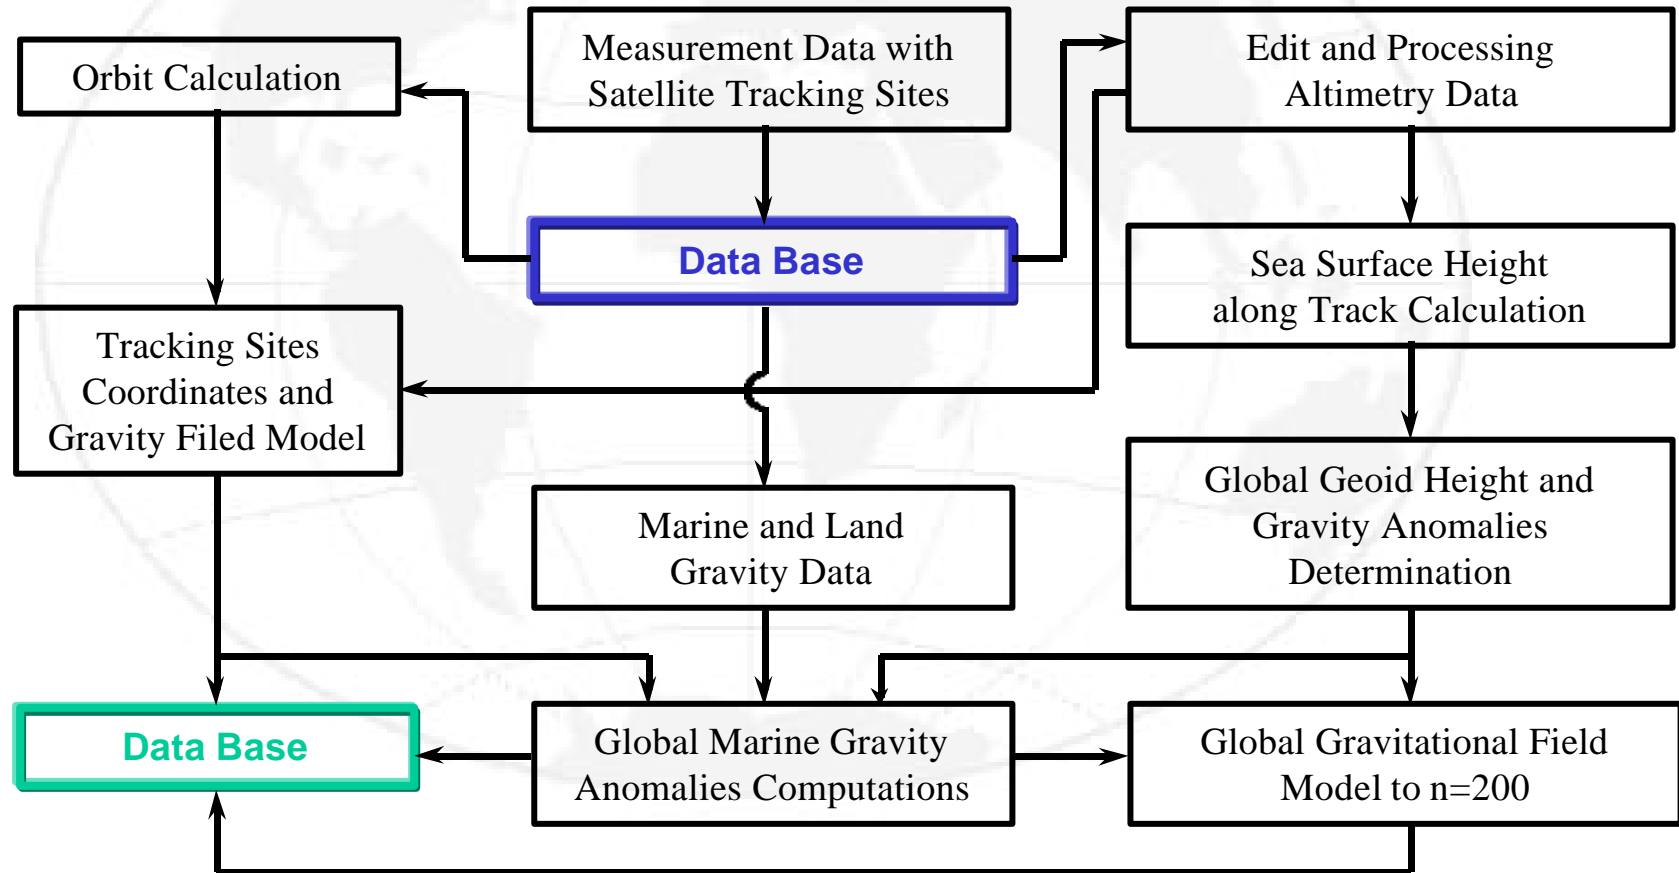 Orbit Calculation
Measurement Data with
Satellite Tracking Sites
Edit and Processing
Altimetry Data
Data Base
Sea Surface Height
along Track Calculation
Tracking Sites
Coordinates and
Gravity Filed Model
Marine and Land
Gravity Data
Global Geoid Height and
Gravity Anomalies
Determination
Data Base
Global Marine Gravity
Anomalies Computations
Global Gravitational Field
Model to n=200